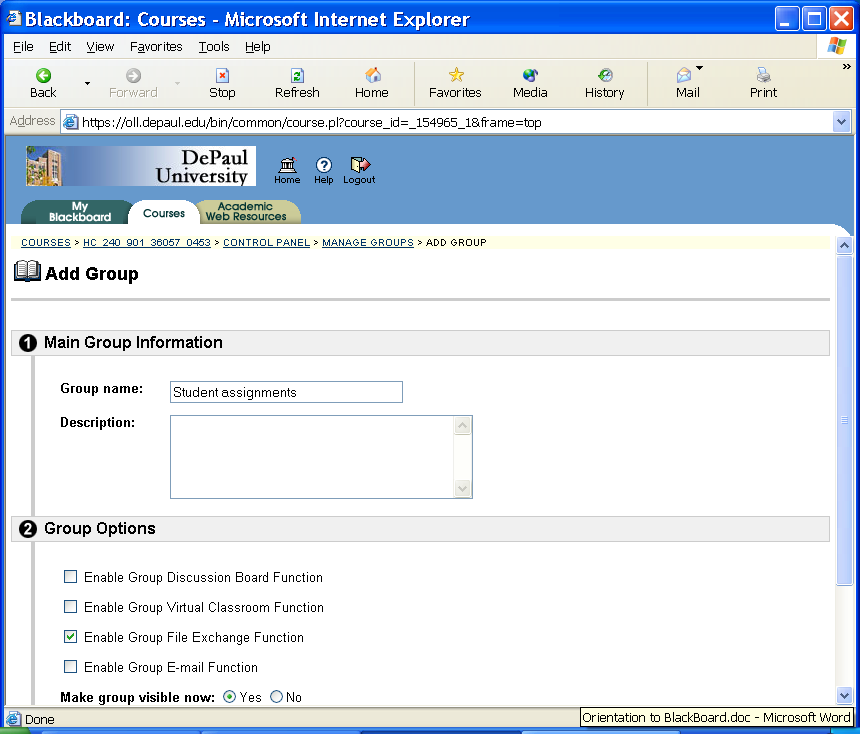 Blackboard: Courses - Microsoft Internet Explorer
File Edit View Favorites Tools Help
Back Forward Stop Refresh Home Favorites Media History Mail Print »
Address https://oll.depaul.edu/bin/common/course.pl?course_id=_154965_1&frame=top
DePaul
University
Home Help Logout
My
Blackboard
Courses
Academic
Web Resources
COURSES > HC_240_901_36057_0453 > CONTROL PANEL > MANAGE GROUPS > ADD GROUP
Add Group
1 Main Group Information
Group name: Student assignments
Description:
2 Group Options
Enable Group Discussion Board Function
Enable Group Virtual Classroom Function
Enable Group File Exchange Function
Enable Group E-mail Function
Make group visible now: Yes No
Done
Orientation to BlackBoard.doc - Microsoft Word